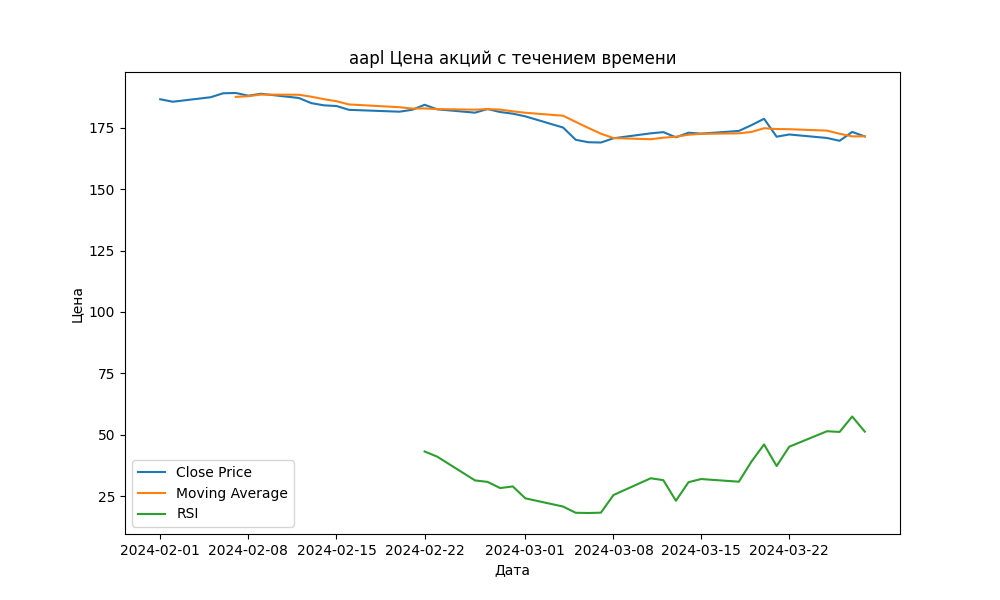 aapl Цена акций с течением времени
Цена
175
150
125
100
75
50
25
Close Price
Moving Average
RSI
2024-02-01 2024-02-08 2024-02-15 2024-02-22 2024-03-01 2024-03-08 2024-03-15 2024-03-22
Дата